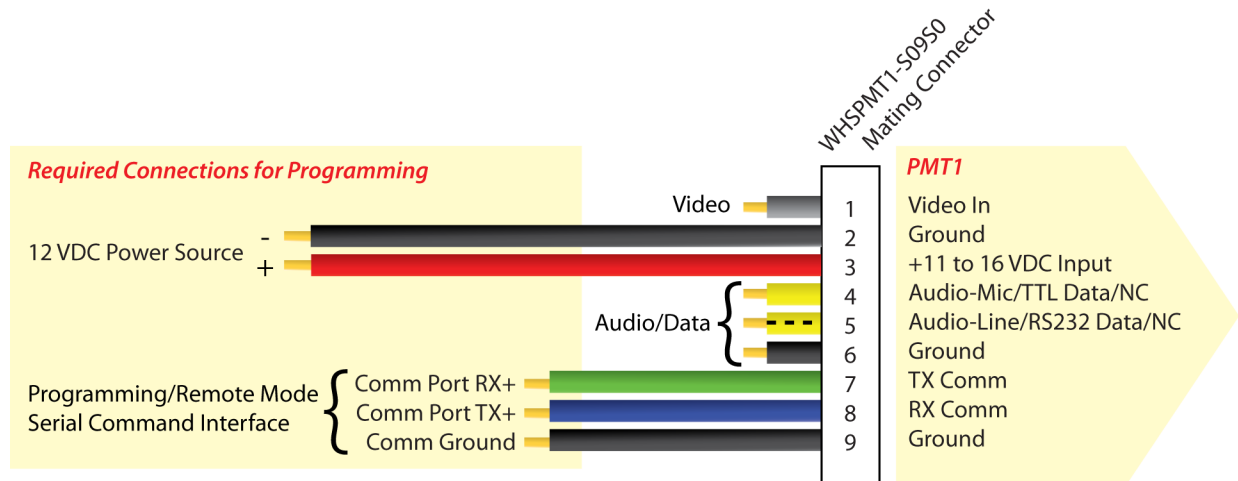 WHSPMT1-S09S0
Mating Connector
Required Connections for Programming
PMT1
Video
1
Video In
12 VDC Power Source
-
2
Ground
+
3
+11 to 16 VDC Input
Audio/Data
4
Audio-Mic/TTL Data/NC
5
Audio-Line/RS232 Data/NC
6
Ground
Programming/Remote Mode
Serial Command Interface
Comm Port RX+
7
TX Comm
Comm Port TX+
8
RX Comm
Comm Ground
9
Ground